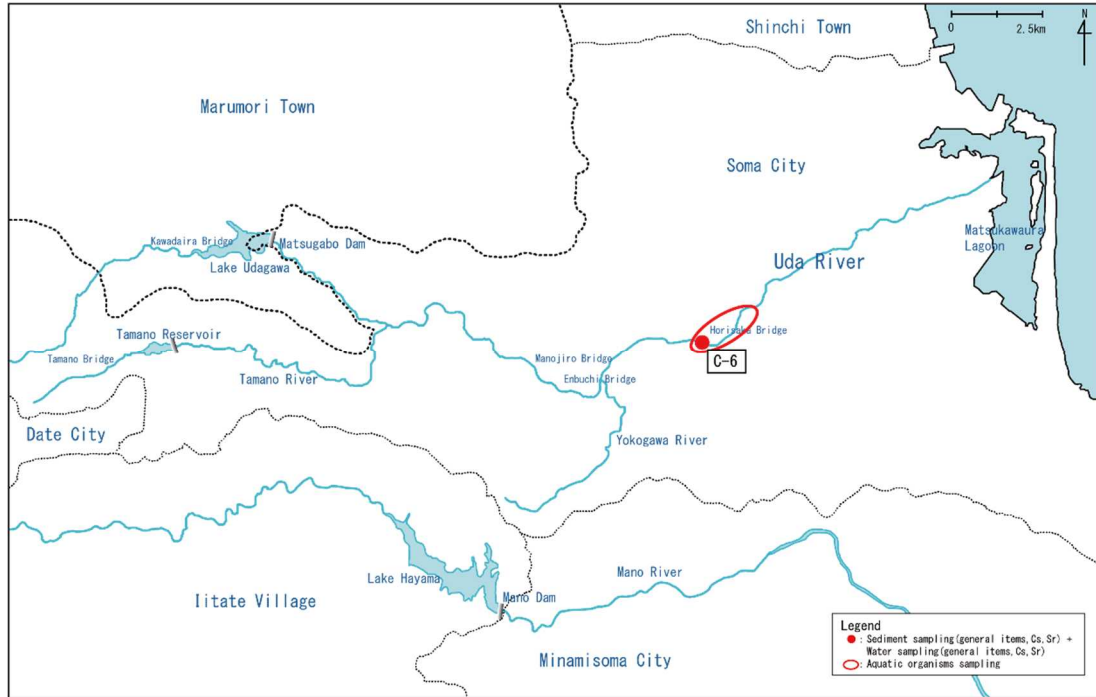 Shinchi Town
N
0
2.5km
Marumori Town
Soma City
Kawadaira Bridge
Matsugabo Dam
Lake Udagawa
Matsukawaura
Lagoon
Uda River
Horisaka Bridge
C-6
Tamano Reservoir
Tamano Bridge
Tamano River
Manojiro Bridge
Enbuchi Bridge
Date City
Yokogawa River
Lake Hayama
Mano River
Iitate Village
Mano Dam
Minamisoma City
Legend
: Sediment sampling(general items, Cs, Sr) +
Water sampling(general items, Cs, Sr)
: Aquatic organisms sampling